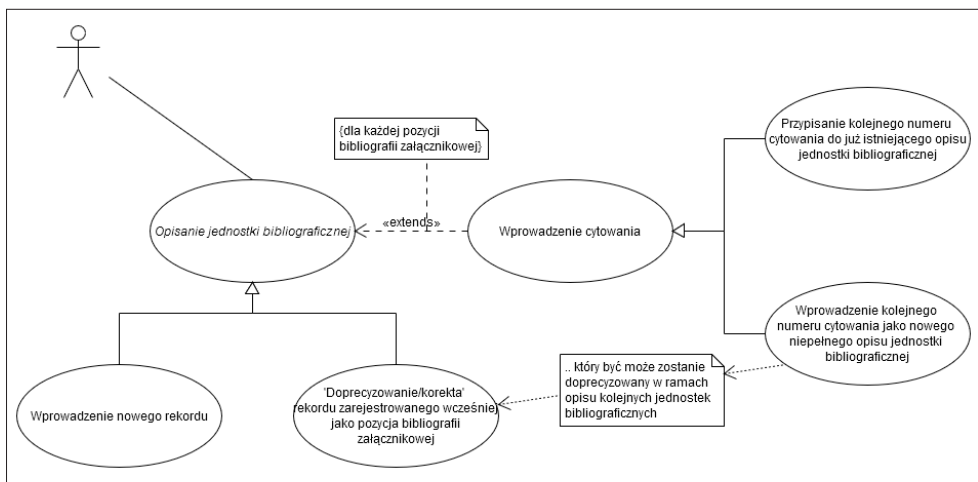 {dla każdej pozycji
bibliografii załącznikowej}
Przypisanie kolejnego numeru
cytowania do już istniejącego opisu
jednostki bibliograficznej
Opisanie jednostki bibliograficznej
«extends»
Wprowadzenie cytowania
Wprowadzenie kolejnego
numeru cytowania jako nowego
niepełnego opisu jednostki
bibliograficznej
.. który być może zostanie
doprecyzowany w ramach
opisu kolejnych jednostek
bibliograficznych
Wprowadzenie nowego rekordu
'Doprecyzowanie/korekta'
rekordu zarejestrowanego wcześniej
jako pozycja bibliografii
załącznikowej